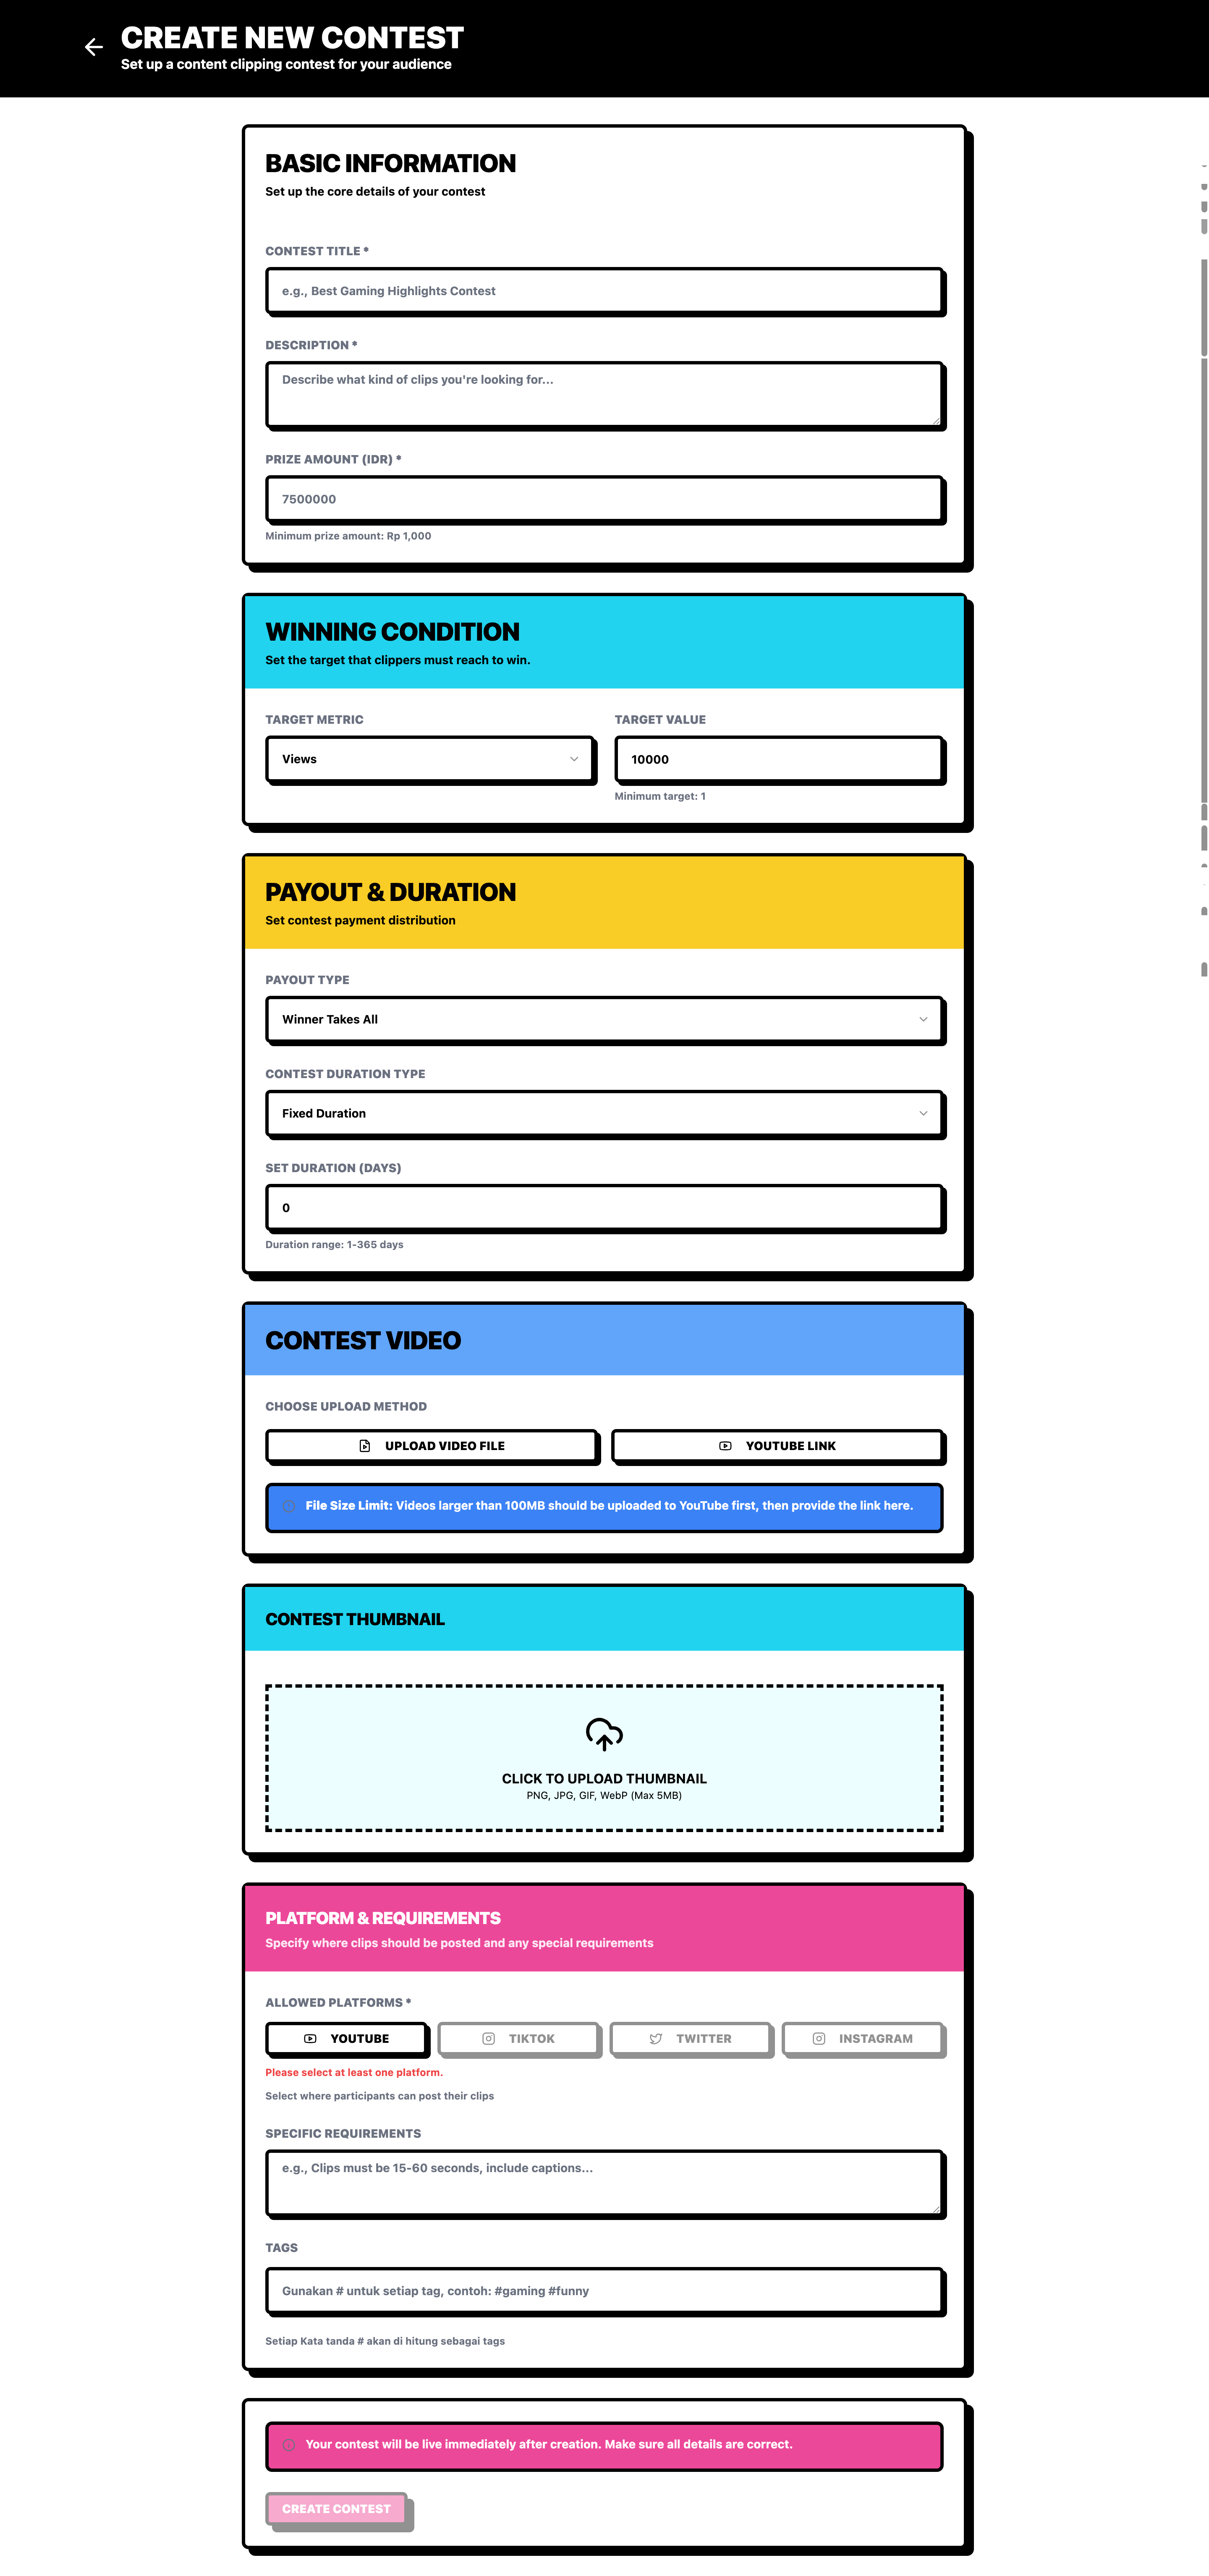 CREATE NEW CONTEST
Set up a content clipping contest for your audience
BASIC INFORMATION
Set up the core details of your contest
CONTEST TITLE *
e.g., Best Gaming Highlights Contest
DESCRIPTION *
Describe what kind of clips you're looking for...
PRIZE AMOUNT (IDR) *
7500000
Minimum prize amount: Rp 1,000
WINNING CONDITION
Set the target that clippers must reach to win.
TARGET METRIC
Views
TARGET VALUE
10000
Minimum target: 1
PAYOUT & DURATION
Set contest payment distribution
PAYOUT TYPE
Winner Takes All
CONTEST DURATION TYPE
Fixed Duration
SET DURATION (DAYS)
0
Duration range: 1-365 days
CONTEST VIDEO
CHOOSE UPLOAD METHOD
UPLOAD VIDEO FILE
YOUTUBE LINK
File Size Limit: Videos larger than 100MB should be uploaded to YouTube first, then provide the link here.
CONTEST THUMBNAIL
CLICK TO UPLOAD THUMBNAIL
PNG, JPG, GIF, WebP (Max 5MB)
PLATFORM & REQUIREMENTS
Specify where clips should be posted and any special requirements
ALLOWED PLATFORMS *
YOUTUBE
TIKTOK
TWITTER
INSTAGRAM
Please select at least one platform.
Select where participants can post their clips
SPECIFIC REQUIREMENTS
e.g., Clips must be 15-60 seconds, include captions...
TAGS
Gunakan # untuk setiap tag, contoh: #gaming #funny
Setiap Kata tanda # akan di hitung sebagai tags
Your contest will be live immediately after creation. Make sure all details are correct.
CREATE CONTEST